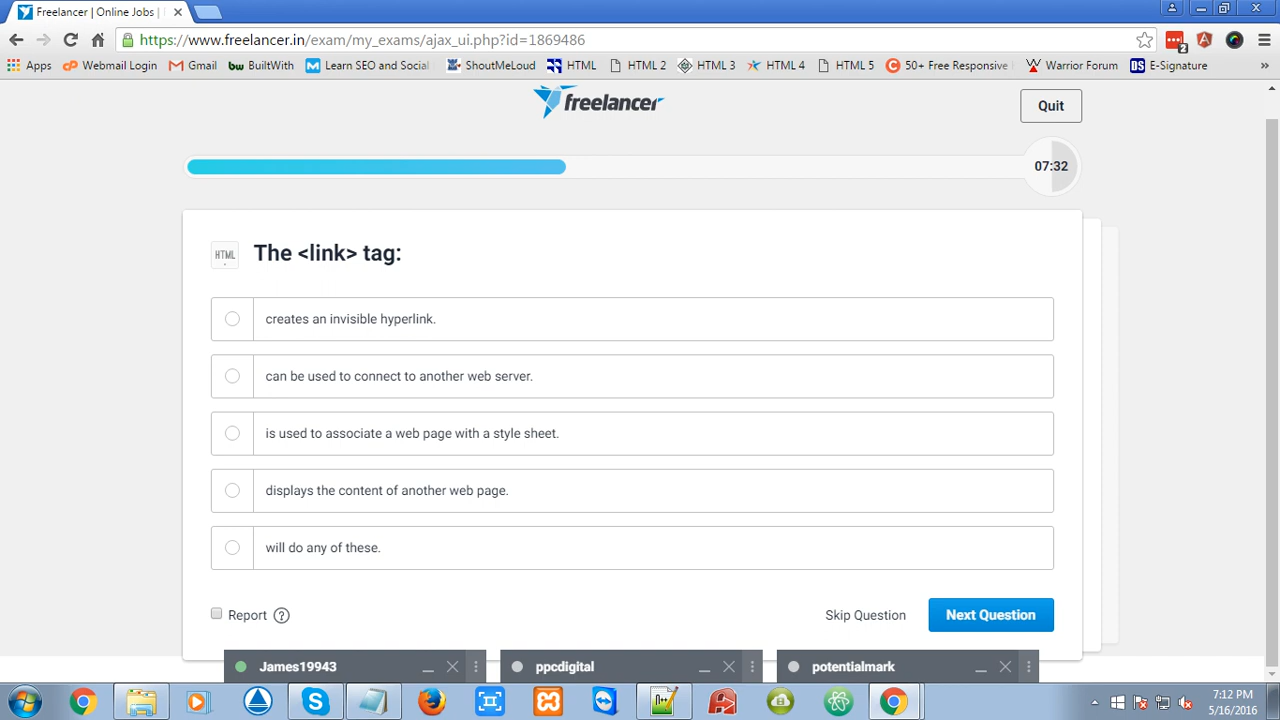 Freelancer | Online Jobs |
https://www.freelancer.in/exam/my_exams/ajax_ui.php?id=1869486
Apps Webmail Login Gmail bw BuiltWith M Learn SEO and Social ShoutMeLoud HTML HTML 2 HTML 3 HTML 4 HTML 5 C 50+ Free Responsive Warrior Forum DS E-Signature »
2
freelancer
Quit
07:32
HTML The <link> tag:
creates an invisible hyperlink.
can be used to connect to another web server.
is used to associate a web page with a style sheet.
displays the content of another web page.
will do any of these.
Report ? Skip Question Next Question
James19943 ppcdigital potentialmark
7:12 PM
5/16/2016